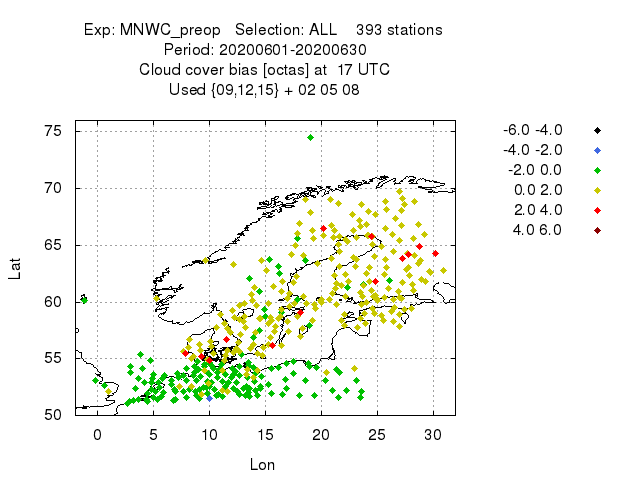 Exp: MNWC_preop   Selection: ALL    393 stations
Period: 20200601-20200630
Cloud cover bias [octas] at  17 UTC
Used {09,12,15} + 02 05 08
-6.0 -4.0
-4.0 -2.0
-2.0 0.0
0.0 2.0
2.0 4.0
4.0 6.0
75
70
65
60
55
50
Lat
0 5 10 15 20 25 30
Lon